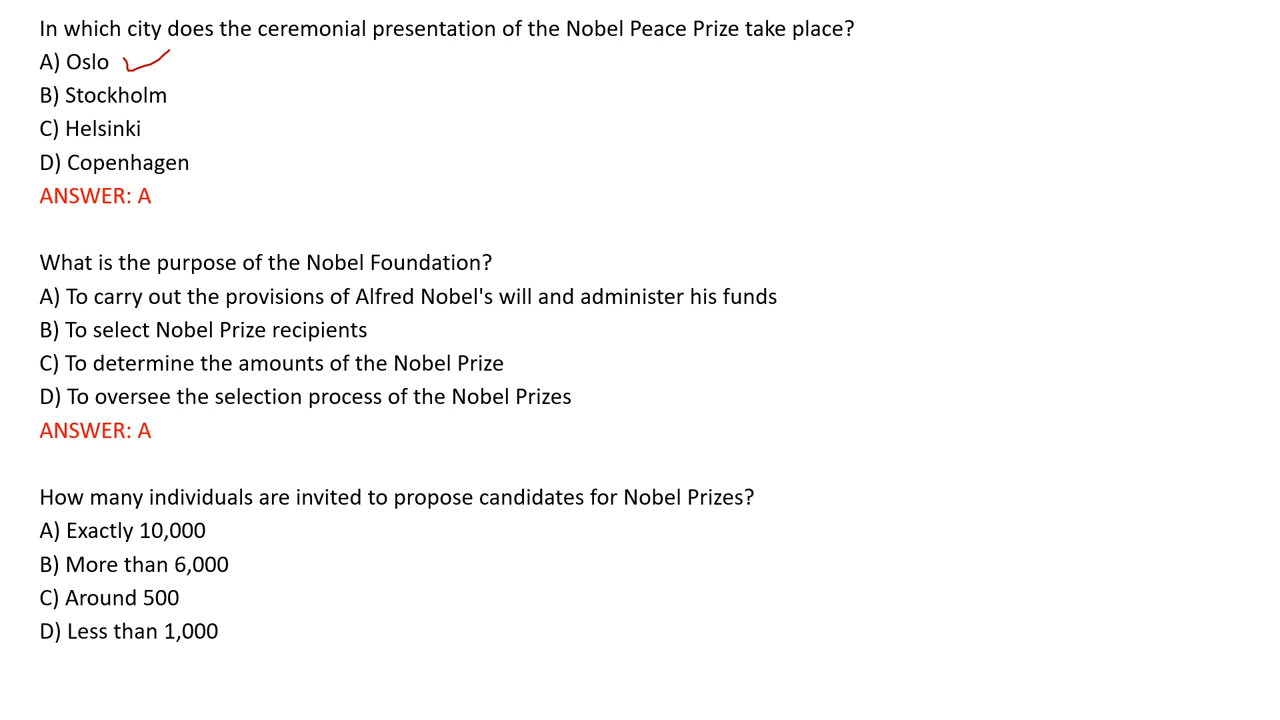 In which city does the ceremonial presentation of the Nobel Peace Prize take place?
A) Oslo
B) Stockholm
C) Helsinki
D) Copenhagen
ANSWER: A
What is the purpose of the Nobel Foundation?
A) To carry out the provisions of Alfred Nobel's will and administer his funds
B) To select Nobel Prize recipients
C) To determine the amounts of the Nobel Prize
D) To oversee the selection process of the Nobel Prizes
ANSWER: A
How many individuals are invited to propose candidates for Nobel Prizes?
A) Exactly 10,000
B) More than 6,000
C) Around 500
D) Less than 1,000